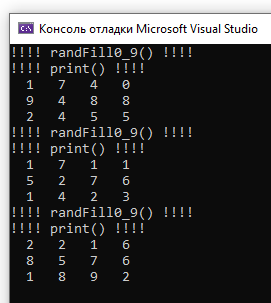 Консоль отладки Microsoft Visual Studio
!!!! randFill0_9() !!!!
!!!! print() !!!!
1 7 4 0
9 4 8 8
2 4 5 5
!!!! randFill0_9() !!!!
!!!! print() !!!!
1 7 1 1
5 2 7 6
1 4 2 3
!!!! randFill0_9() !!!!
!!!! print() !!!!
2 2 1 6
8 5 7 6
1 8 9 2